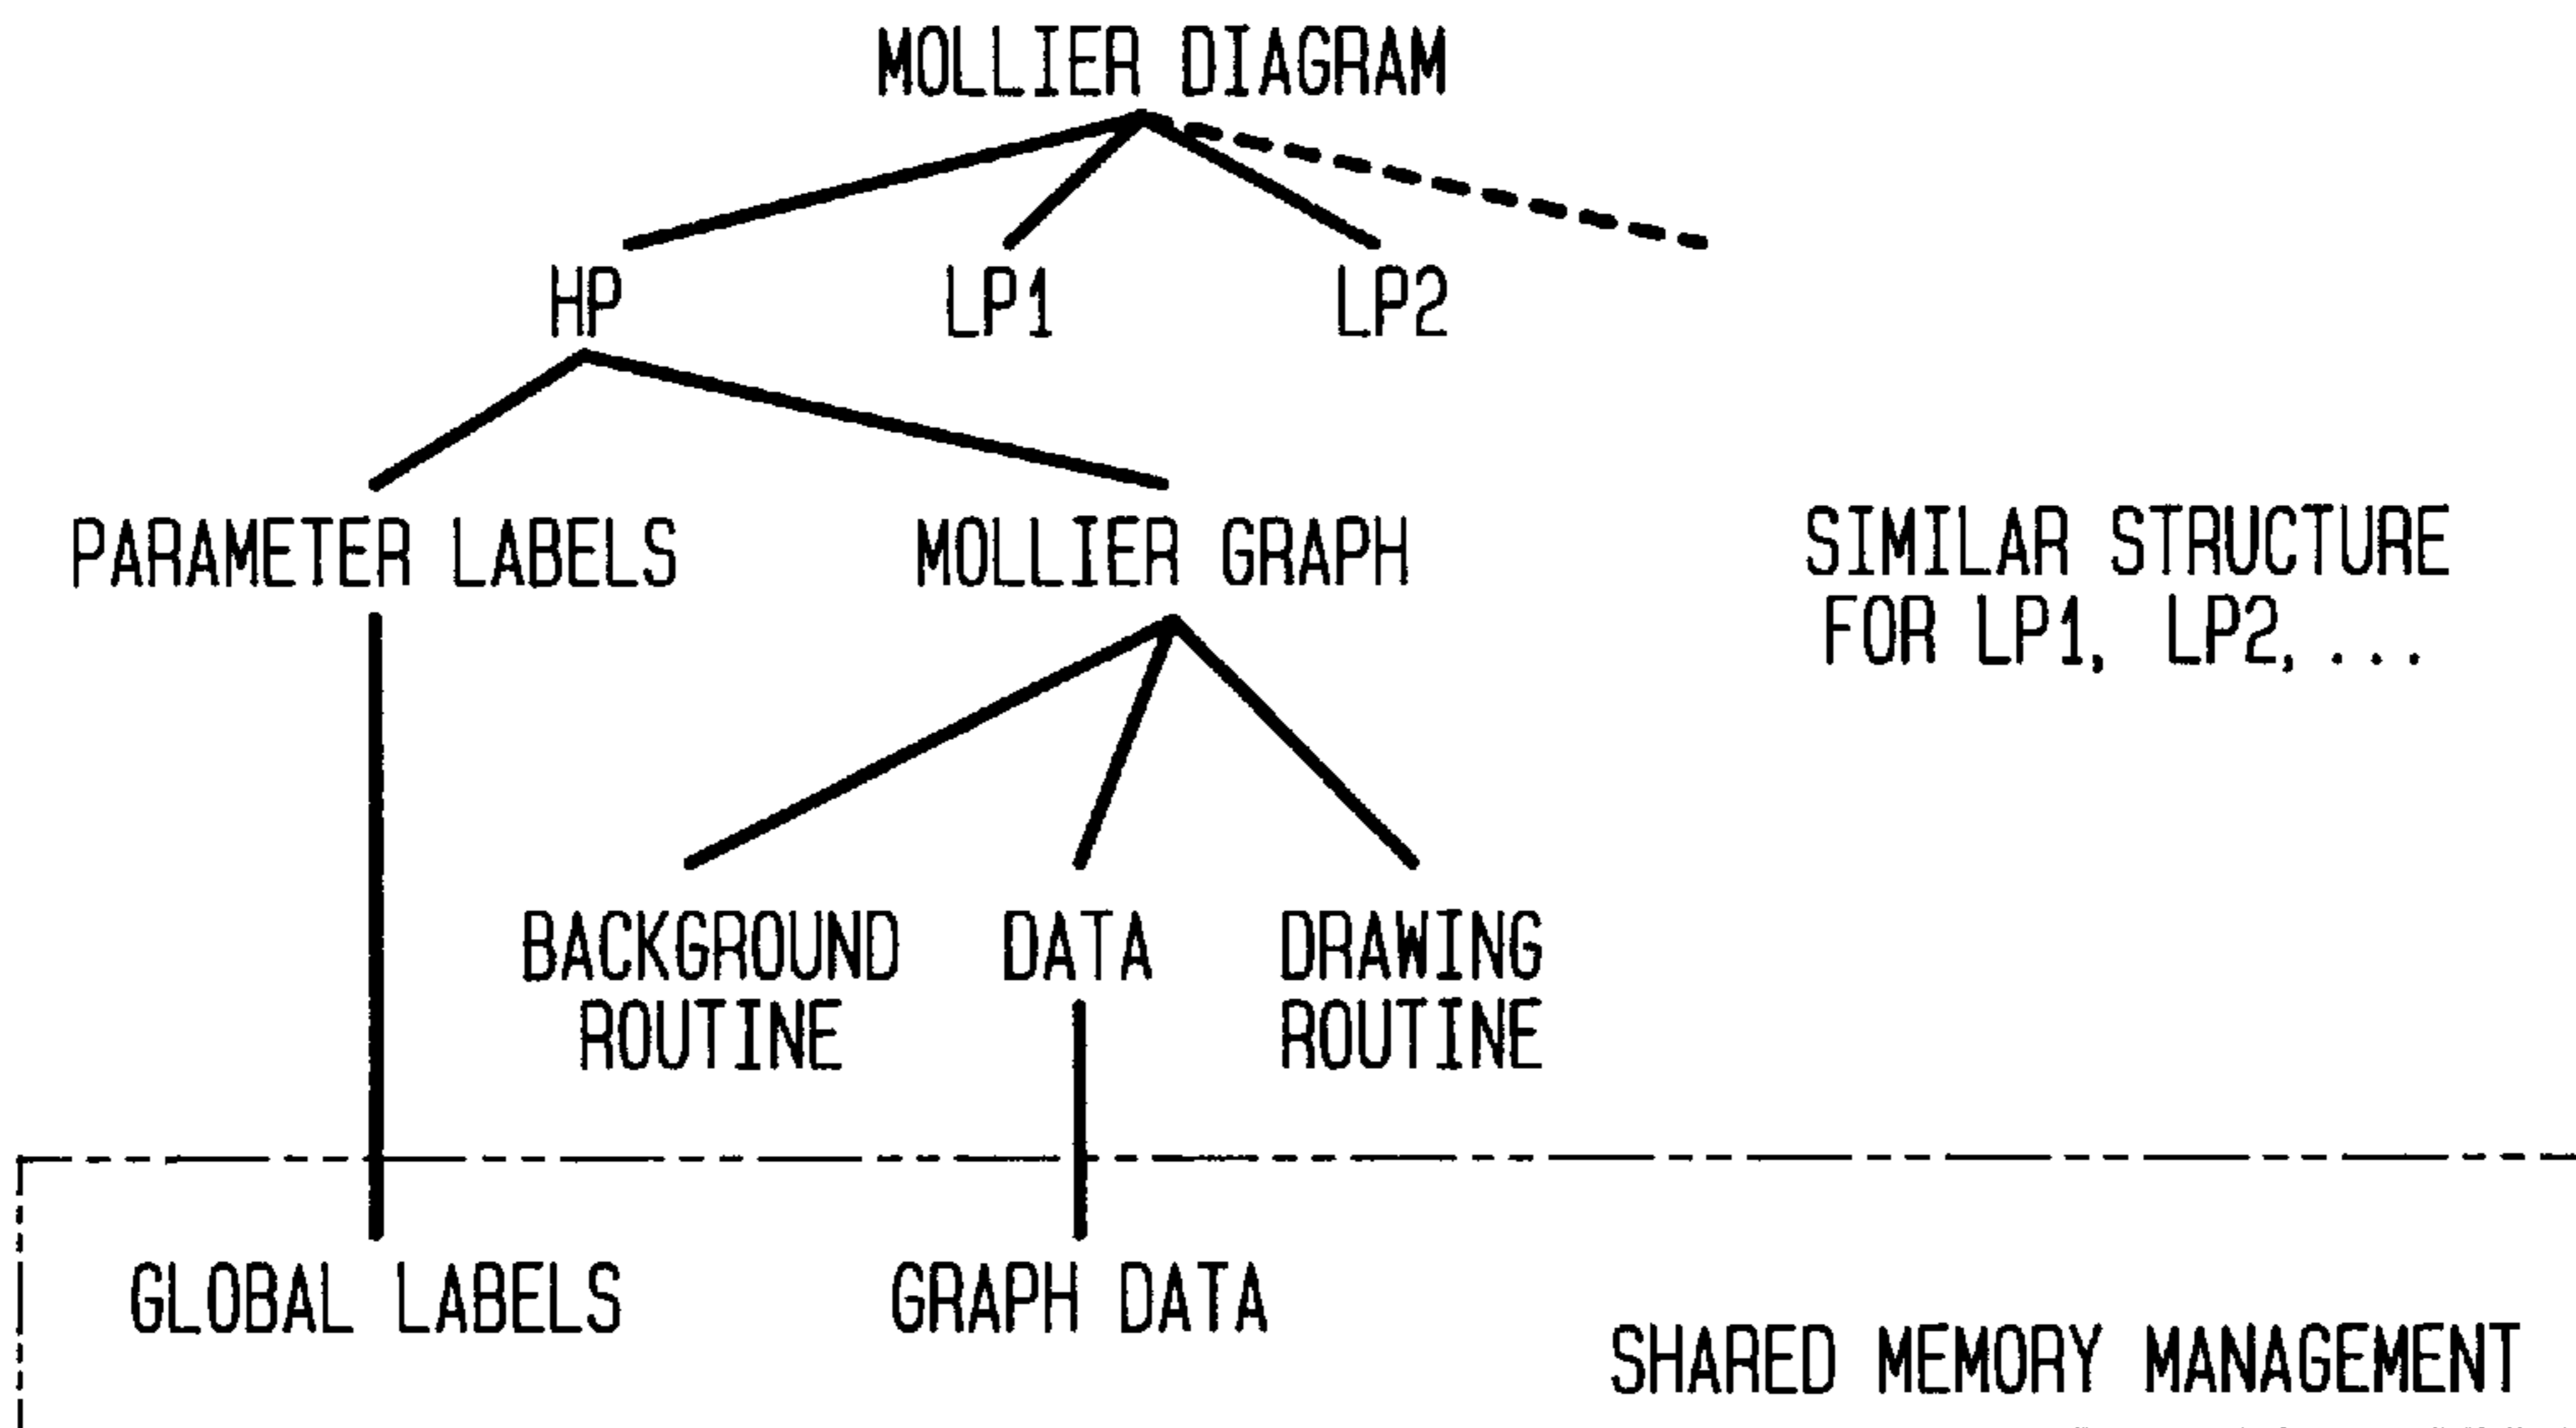 MOLLIER DIAGRAM
HP
LP1
LP2
PARAMETER LABELS
MOLLIER GRAPH
SIMILAR STRUCTURE
FOR LP1, LP2, ...
BACKGROUND
ROUTINE
DATA
DRAWING
ROUTINE
GLOBAL LABELS
GRAPH DATA
SHARED MEMORY MANAGEMENT